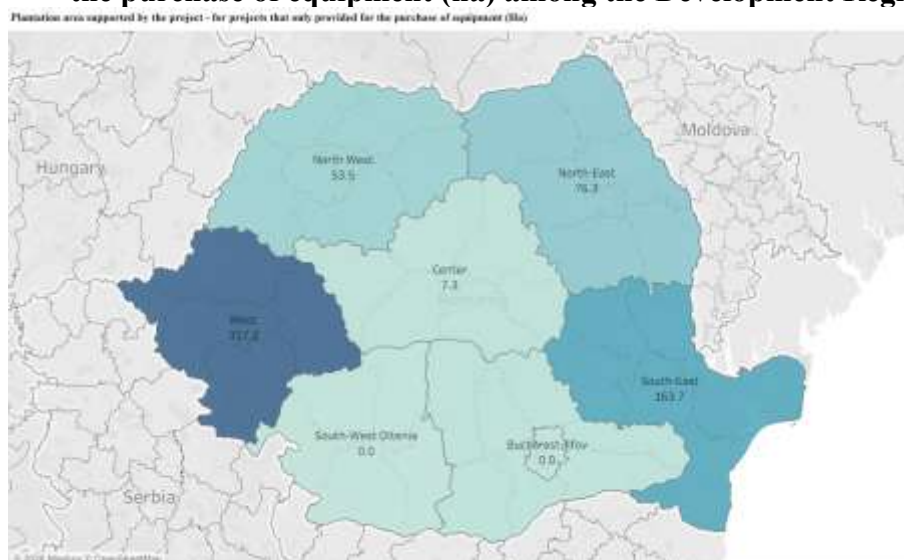 the purchase of equipment (ha) among the Development Regi
Plantation area supported by the project - for projects that only provided for the purchase of equipment (Ha)
Moldova
Hungary
North-West
53.5
North-East
76.3
Center
7.3
West
South-East
163.7
South-West Oltenia
0.0
Bucharest-Ilfov
0.0
Serbia